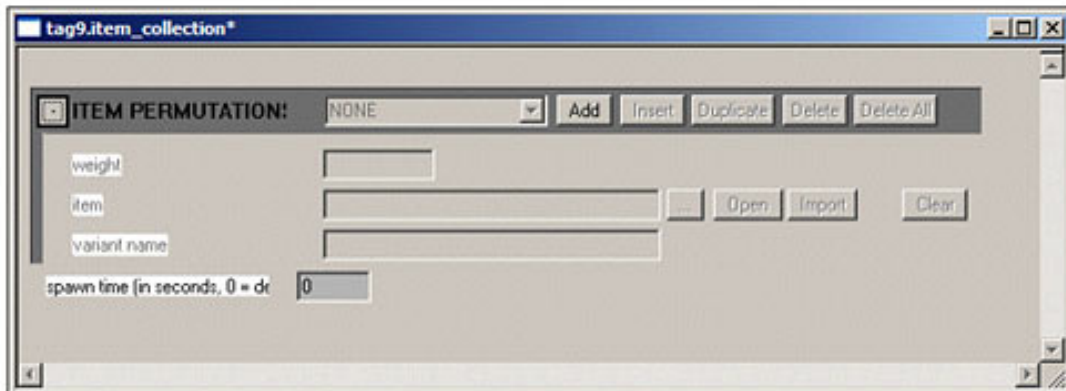 tag9.item_collection*
ITEM PERMUTATION: NONE Add Insert Duplicate Delete Delete All
weight
item ... Open Import Clear
variant name
spawn time (in seconds, 0 = de 0